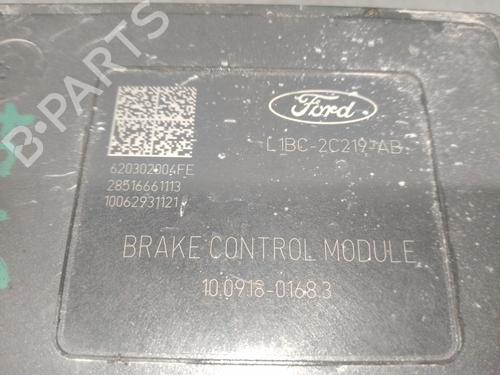 B-PARTS
Ford
L1BC-2C219-AB
620302004FE
28516661113
10062931121
BRAKE CONTROL MODULE
10.0918-0168.3